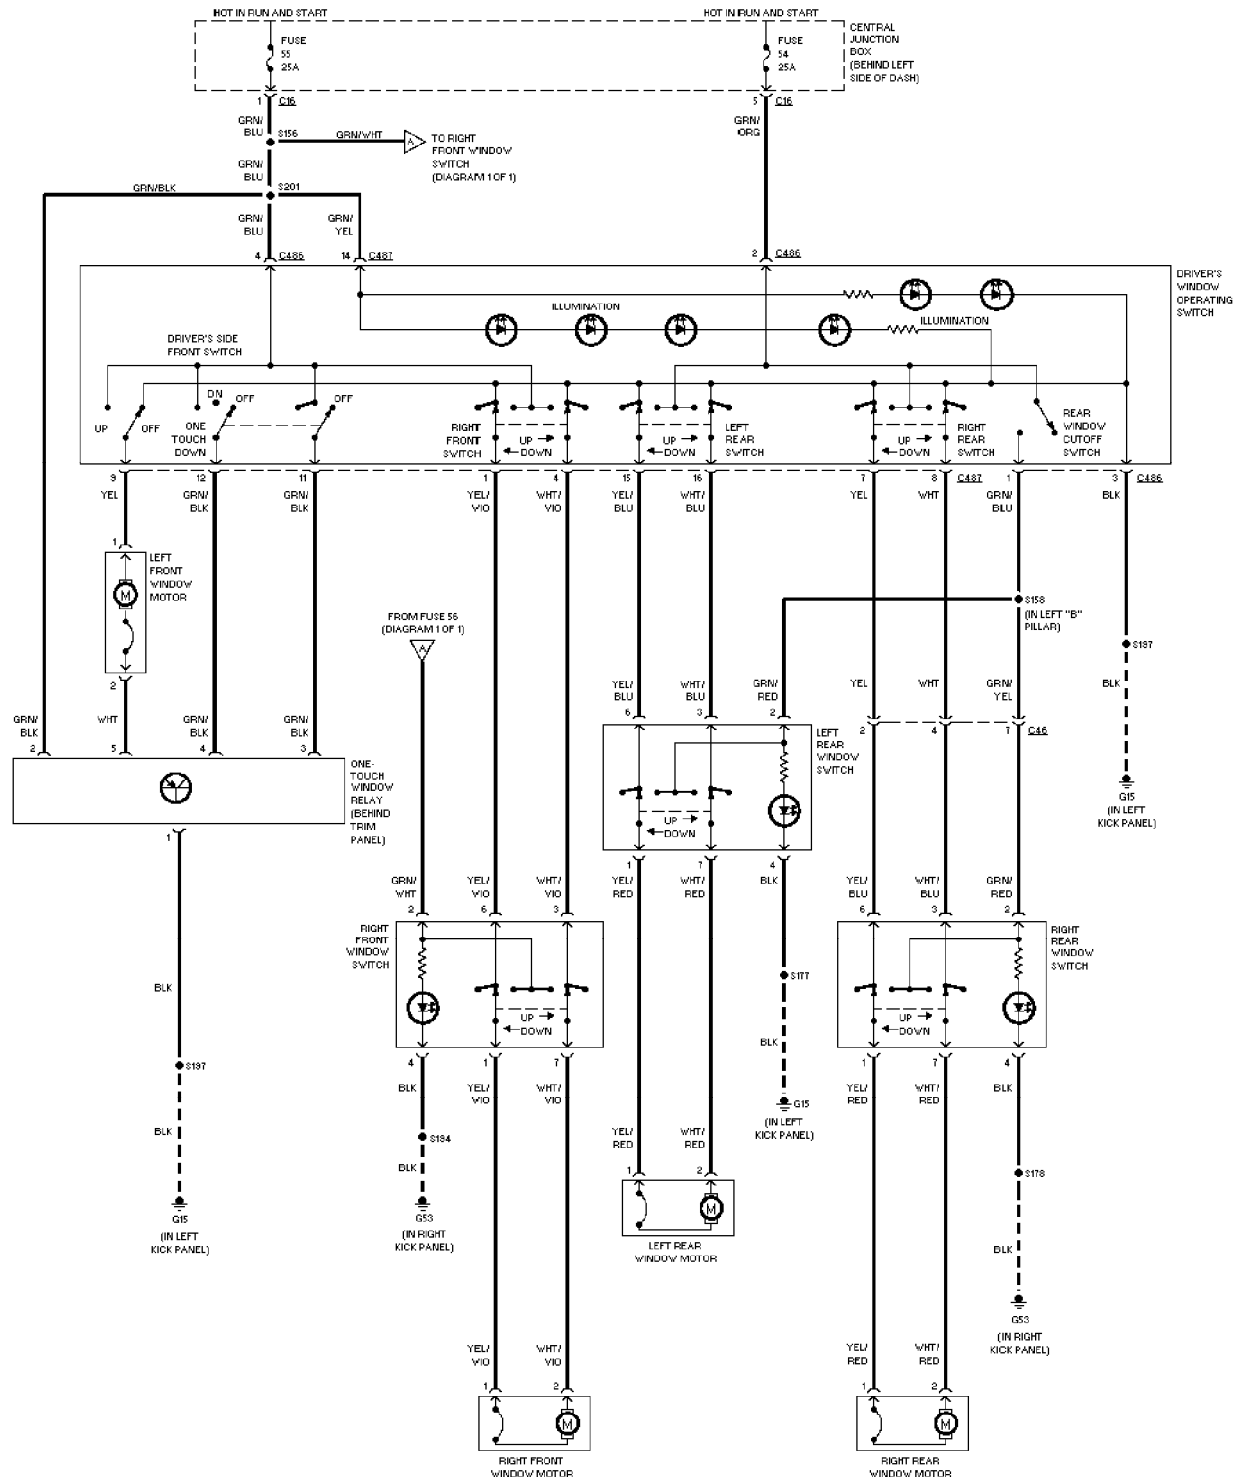 HOT IN RUN AND START
HOT IN RUN AND START
FUSE
55
25A
FUSE
54
25A
CENTRAL
JUNCTION
BOX
(BEHIND LEFT
SIDE OF DASH)
1
C16
5
C16
GRN/
BLU
S156
GRN/WHT
A
TO RIGHT
FRONT WINDOW
SWITCH
(DIAGRAM 1 OF 1)
GRN/
ORG
GRN/
BLU
GRN/BLK
S201
GRN/
BLU
GRN/
YEL
4
C486
14
C487
2
C486
DRIVER'S
WINDOW
OPERATING
SWITCH
ILLUMINATION
ILLUMINATION
DRIVER'S SIDE
FRONT SWITCH
UP
OFF
ON
OFF
ONE
TOUCH
DOWN
OFF
RIGHT
FRONT
SWITCH
UP
DOWN
UP
DOWN
LEFT
REAR
SWITCH
UP
DOWN
RIGHT
REAR
SWITCH
REAR
WINDOW
CUTOFF
SWITCH
9
12
11
1
4
15
16
7
8
C487
1
3
C486
YEL
GRN/
BLK
GRN/
BLK
YEL/
VIO
WHT/
VIO
YEL/
BLU
WHT/
BLU
YEL
WHT
GRN/
BLU
BLK
1
LEFT
FRONT
WINDOW
MOTOR
M
2
FROM FUSE 56
(DIAGRAM 1 OF 1)
A
S158
(IN LEFT "B"
PILLAR)
S197
YEL/
BLU
WHT/
BLU
GRN/
RED
YEL
WHT
GRN/
YEL
BLK
GRN/
BLK
WHT
GRN/
BLK
GRN/
BLK
2
5
4
3
6
3
2
2
4
7
C46
ONE-
TOUCH
WINDOW
RELAY
(BEHIND
TRIM
PANEL)
LEFT
REAR
WINDOW
SWITCH
UP
DOWN
G15
(IN LEFT
KICK PANEL)
1
1
7
4
GRN/
WHT
YEL/
VIO
WHT/
VIO
YEL/
RED
WHT/
RED
BLK
YEL/
BLU
WHT/
BLU
GRN/
RED
2
6
3
6
3
2
RIGHT
FRONT
WINDOW
SWITCH
UP
DOWN
RIGHT
REAR
WINDOW
SWITCH
UP
DOWN
BLK
S177
BLK
4
1
7
1
7
4
S197
BLK
YEL/
VIO
WHT/
VIO
YEL/
RED
WHT/
RED
BLK
G15
(IN LEFT
KICK PANEL)
BLK
S194
BLK
YEL/
RED
WHT/
RED
1
2
S178
G15
(IN LEFT
KICK PANEL)
G53
(IN RIGHT
KICK PANEL)
M
LEFT REAR
WINDOW MOTOR
BLK
G53
(IN RIGHT
KICK PANEL)
YEL/
VIO
WHT/
VIO
YEL/
RED
WHT/
RED
1
2
1
2
M
M
RIGHT FRONT
WINDOW MOTOR
RIGHT REAR
WINDOW MOTOR